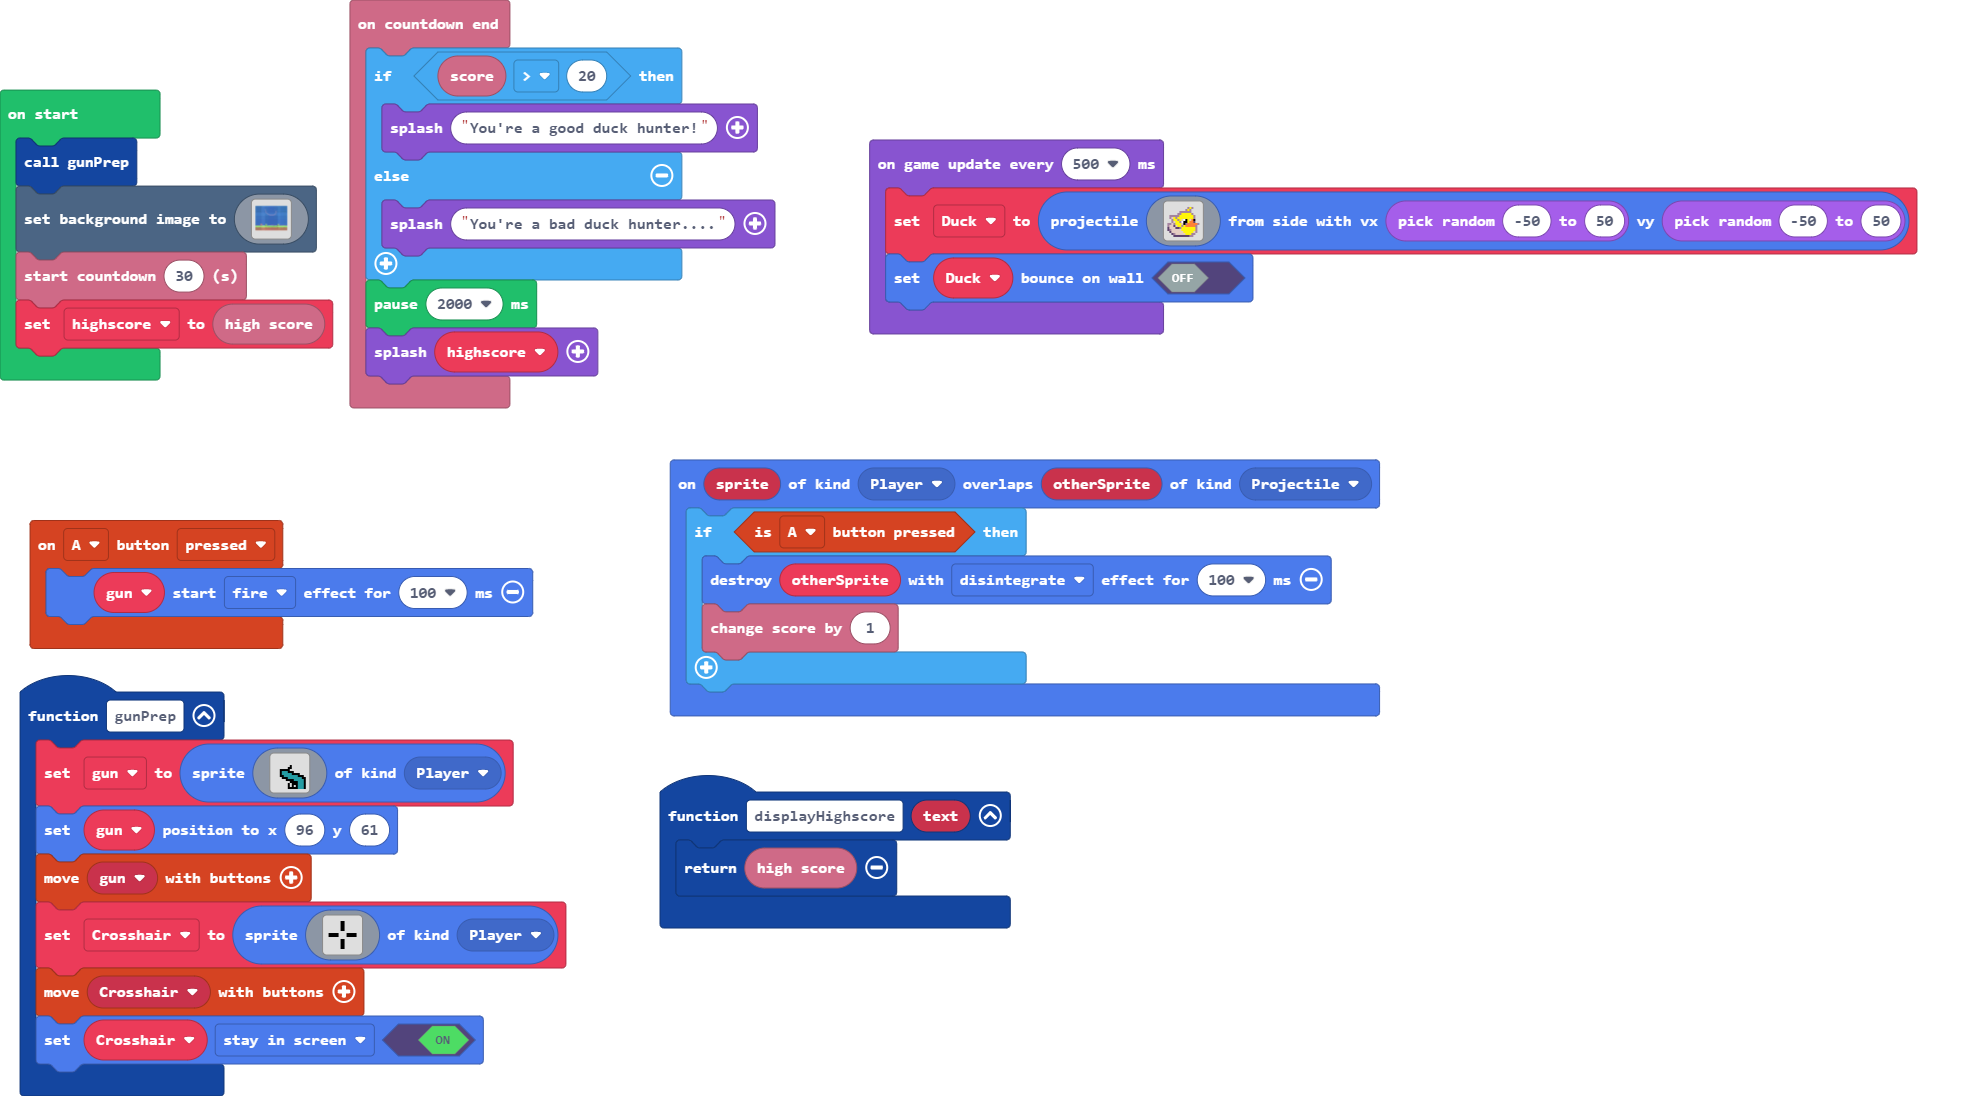 on start
call gunPrep
set background image to
start countdown 30 (s)
set highscore to high score
on countdown end
if score > 20 then
splash "You're a good duck hunter!"
else
splash "You're a bad duck hunter...."
pause 2000 ms
splash highscore
on game update every 500 ms
set Duck to projectile from side with vx pick random -50 to 50 vy pick random -50 to 50
set Duck bounce on wall OFF
on A button pressed
gun start fire effect for 100 ms
function gunPrep
set gun to sprite of kind Player
set gun position to x 96 y 61
move gun with buttons
set Crosshair to sprite of kind Player
move Crosshair with buttons
set Crosshair stay in screen ON
on sprite of kind Player overlaps otherSprite of kind Projectile
if is A button pressed then
destroy otherSprite with disintegrate effect for 100 ms
change score by 1
function displayHighscore text
return high score